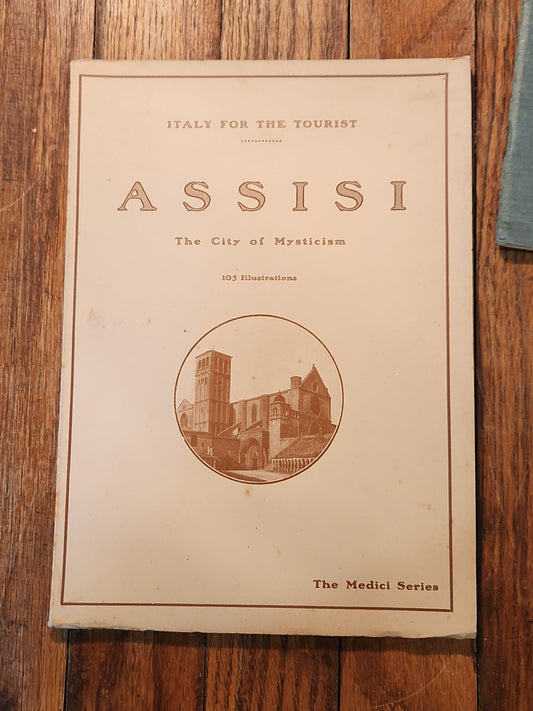 ITALY FOR THE TOURIST
ASSISI
The City of Mysticism
105 Illustrations
The Medici Series